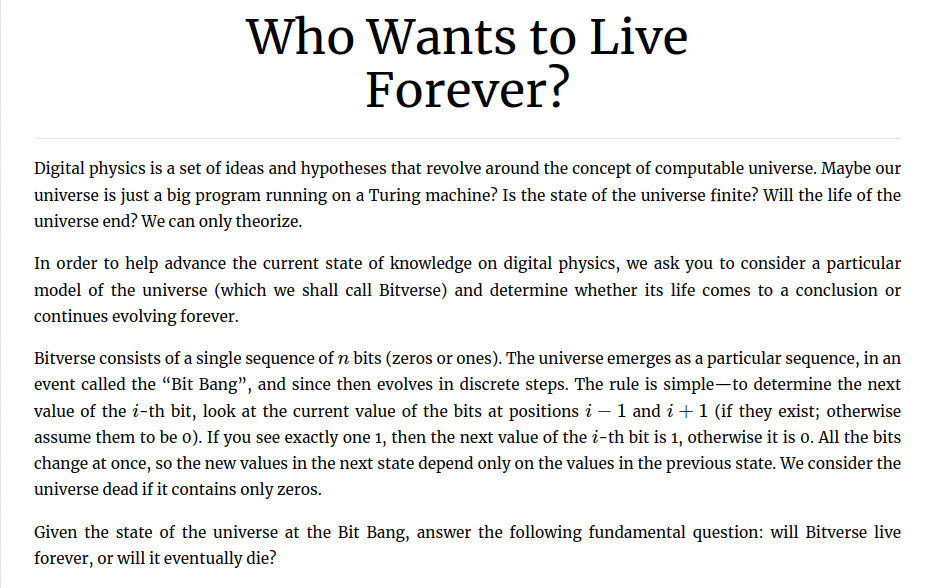 Who Wants to Live
Forever?
Digital physics is a set of ideas and hypotheses that revolve around the concept of computable universe. Maybe our
universe is just a big program running on a Turing machine? Is the state of the universe finite? Will the life of the
universe end? We can only theorize.
In order to help advance the current state of knowledge on digital physics, we ask you to consider a particular
model of the universe (which we shall call Bitverse) and determine whether its life comes to a conclusion or
continues evolving forever.
Bitverse consists of a single sequence of n bits (zeros or ones). The universe emerges as a particular sequence, in an
event called the “Bit Bang”, and since then evolves in discrete steps. The rule is simple—to determine the next
value of the i-th bit, look at the current value of the bits at positions i − 1 and i + 1 (if they exist; otherwise
assume them to be 0). If you see exactly one 1, then the next value of the i-th bit is 1, otherwise it is 0. All the bits
change at once, so the new values in the next state depend only on the values in the previous state. We consider the
universe dead if it contains only zeros.
Given the state of the universe at the Bit Bang, answer the following fundamental question: will Bitverse live
forever, or will it eventually die?